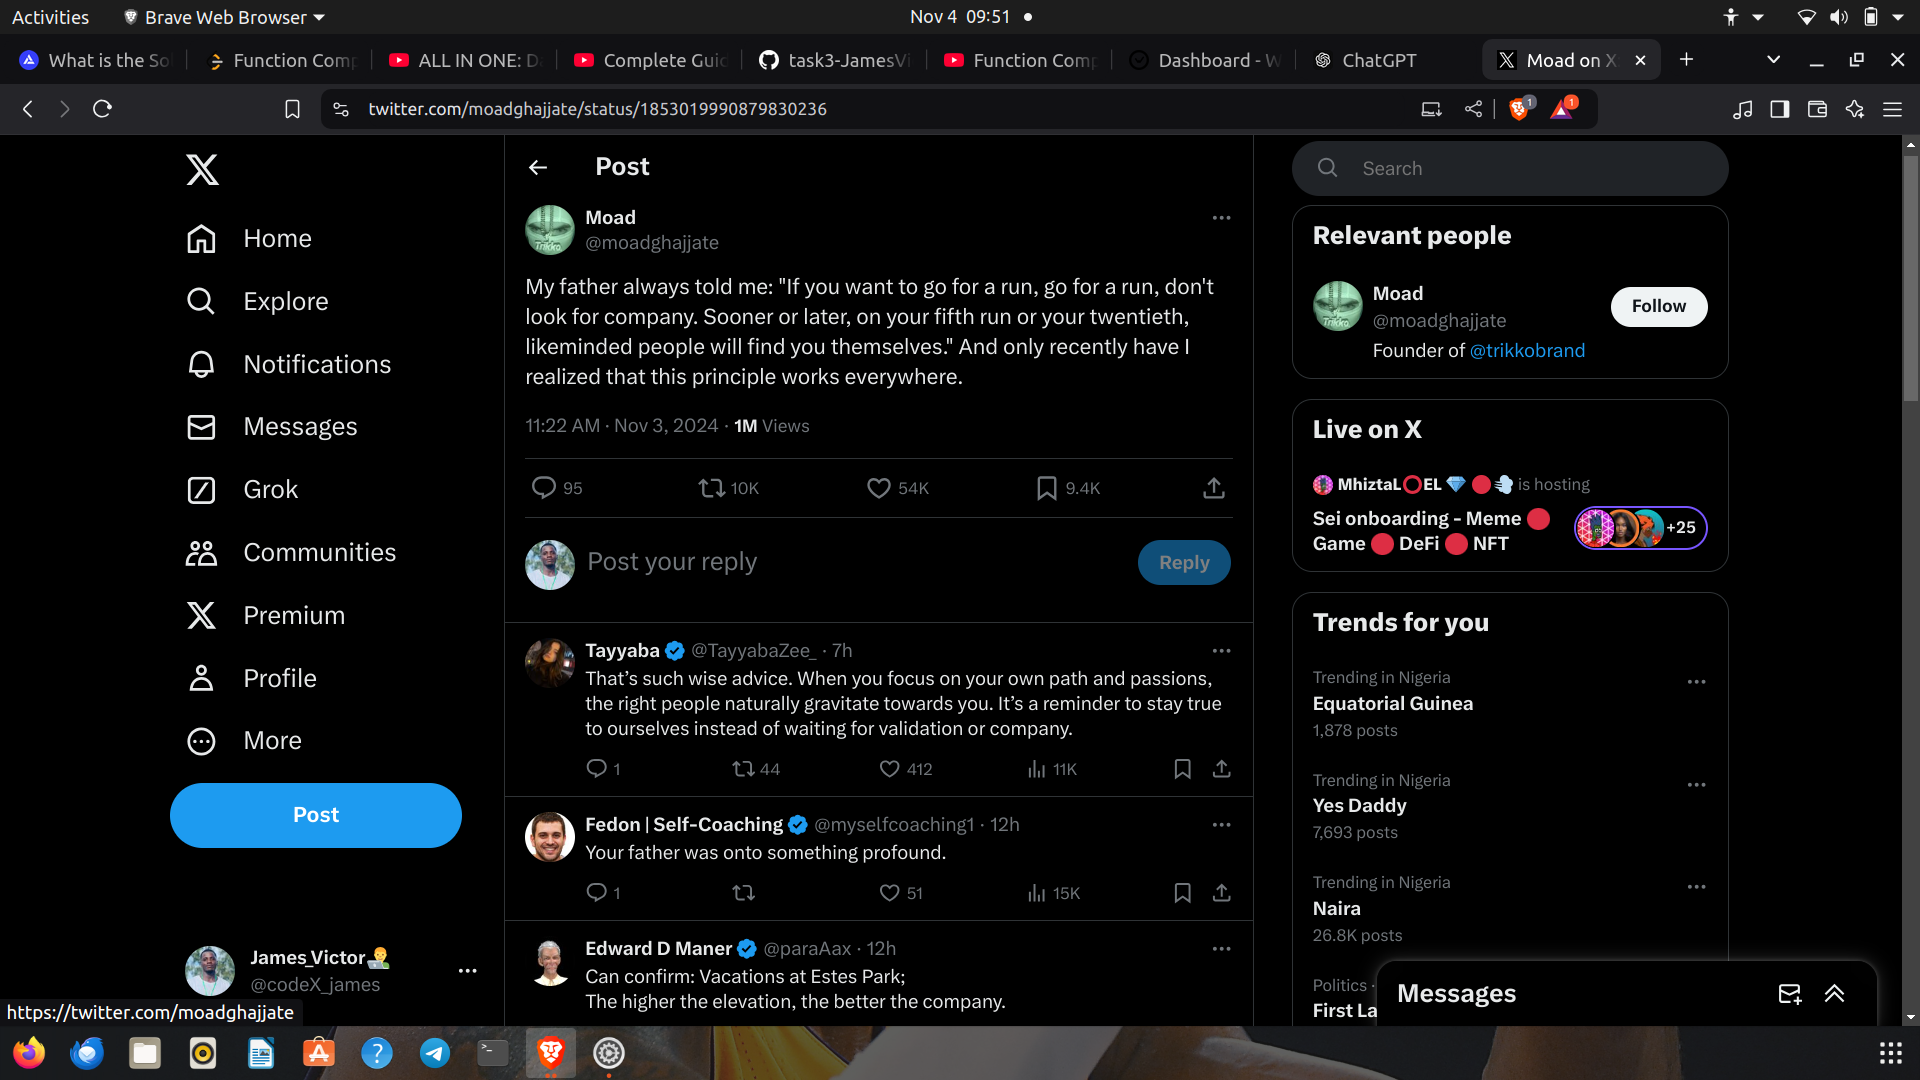 Activities
Brave Web Browser
Nov 4 09:51
What is the So
Function Comp
ALL IN ONE: D
Complete Guid
task3-JamesVi
Function Comp
Dashboard - W
ChatGPT
Moad on X
twitter.com/moadghajjate/status/1853019990879830236
1
1
Home
Explore
Notifications
Messages
Grok
Communities
Premium
Profile
More
Post
James_Victor
@codeX_james
https://twitter.com/moadghajjate
Post
Moad
@moadghajjate
My father always told me: "If you want to go for a run, go for a run, don't
look for company. Sooner or later, on your fifth run or your twentieth,
likeminded people will find you themselves." And only recently have I
realized that this principle works everywhere.
11:22 AM · Nov 3, 2024 · 1M Views
95 10K 54K 9.4K
Post your reply
Reply
Tayyaba @TayyabaZee_ · 7h
That’s such wise advice. When you focus on your own path and passions,
the right people naturally gravitate towards you. It’s a reminder to stay true
to ourselves instead of waiting for validation or company.
1 44 412 11K
Fedon | Self-Coaching @myselfcoaching1 · 12h
Your father was onto something profound.
1 51 15K
Edward D Maner @paraAax · 12h
Can confirm: Vacations at Estes Park;
The higher the elevation, the better the company.
Search
Relevant people
Moad
@moadghajjate
Follow
Founder of @trikkobrand
Live on X
MhiztaL⭕EL💎🔴💨 is hosting
Sei onboarding - Meme 🔴
Game 🔴 DeFi 🔴 NFT
+25
Trends for you
Trending in Nigeria
Equatorial Guinea
1,878 posts
Trending in Nigeria
Yes Daddy
7,693 posts
Trending in Nigeria
Naira
26.8K posts
Politics ·
First La
Messages